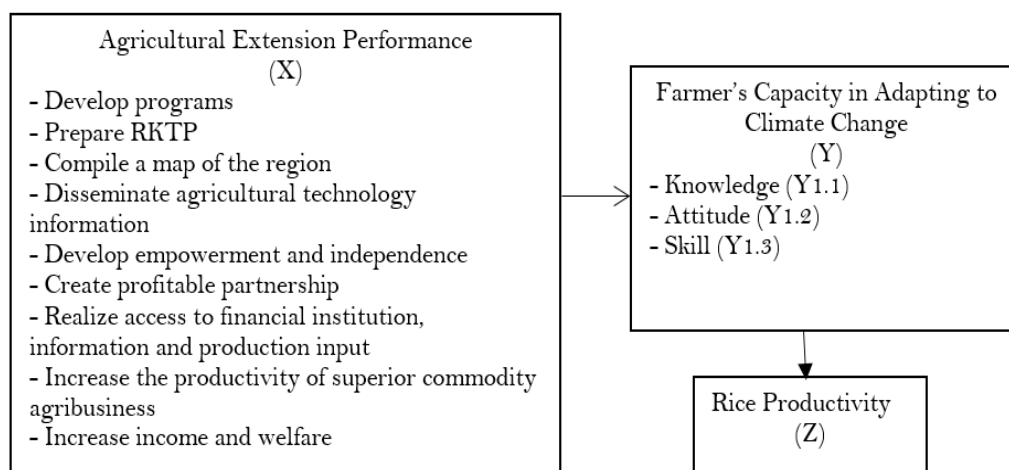 Agricultural Extension Performance
(X)
- Develop programs
- Prepare RKTP
- Compile a map of the region
- Disseminate agricultural technology
information
- Develop empowerment and independence
- Create profitable partnership
- Realize access to financial institution,
information and production input
- Increase the productivity of superior commodity
agribusiness
- Increase income and welfare
Farmer's Capacity in Adapting to
Climate Change
(Y)
- Knowledge (Y1.1)
- Attitude (Y1.2)
- Skill (Y1.3)
Rice Productivity
(Z)